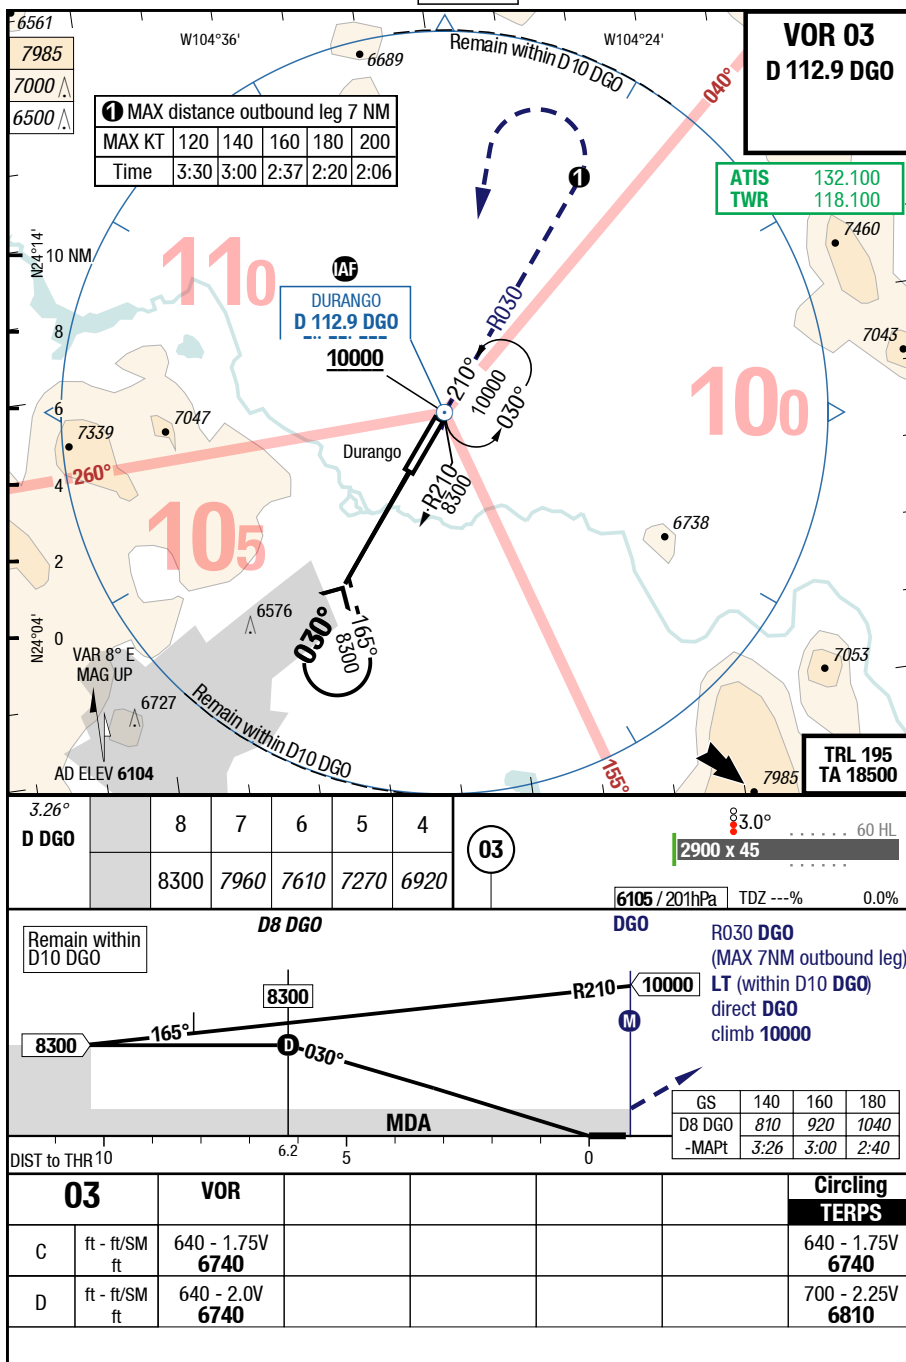 6561
7985
7000
6500
W104°36'
6689
Remain within D10 DGO
W104°24'
040°
VOR 03
D 112.9 DGO
1 MAX distance outbound leg 7 NM
MAX KT 120 140 160 180 200
Time 3:30 3:00 2:37 2:20 2:06
1
ATIS 132.100
TWR 118.100
7460
N24°14'
10 NM
110
IAF
DURANGO
D 112.9 DGO
10000
R030
7043
8
210°
10000
030°
100
6
7047
7339
Durango
260°
4
R210
8300
105
6738
2
6576
030°
165°
8300
N24°04'
0
VAR 8° E
MAG UP
7053
6727
Remain within D10 DGO
AD ELEV 6104
155°
7985
TRL 195
TA 18500
3.26°
D DGO
8 7 6 5 4
8300 7960 7610 7270 6920
03
3.0°
60 HL
2900 x 45
6105 / 201hPa TDZ ---% 0.0%
Remain within
D10 DGO
D8 DGO
DGO
R030 DGO
(MAX 7NM outbound leg)
LT (within D10 DGO)
direct DGO
climb 10000
8300
R210
10000
M
165°
8300
D
030°
MDA
GS 140 160 180
D8 DGO 810 920 1040
-MAPt 3:26 3:00 2:40
DIST to THR 10 6.2 5 0
03 VOR Circling
TERPS
C ft - ft/SM 640 - 1.75V 640 - 1.75V
ft 6740 6740
D ft - ft/SM 640 - 2.0V 700 - 2.25V
ft 6740 6810